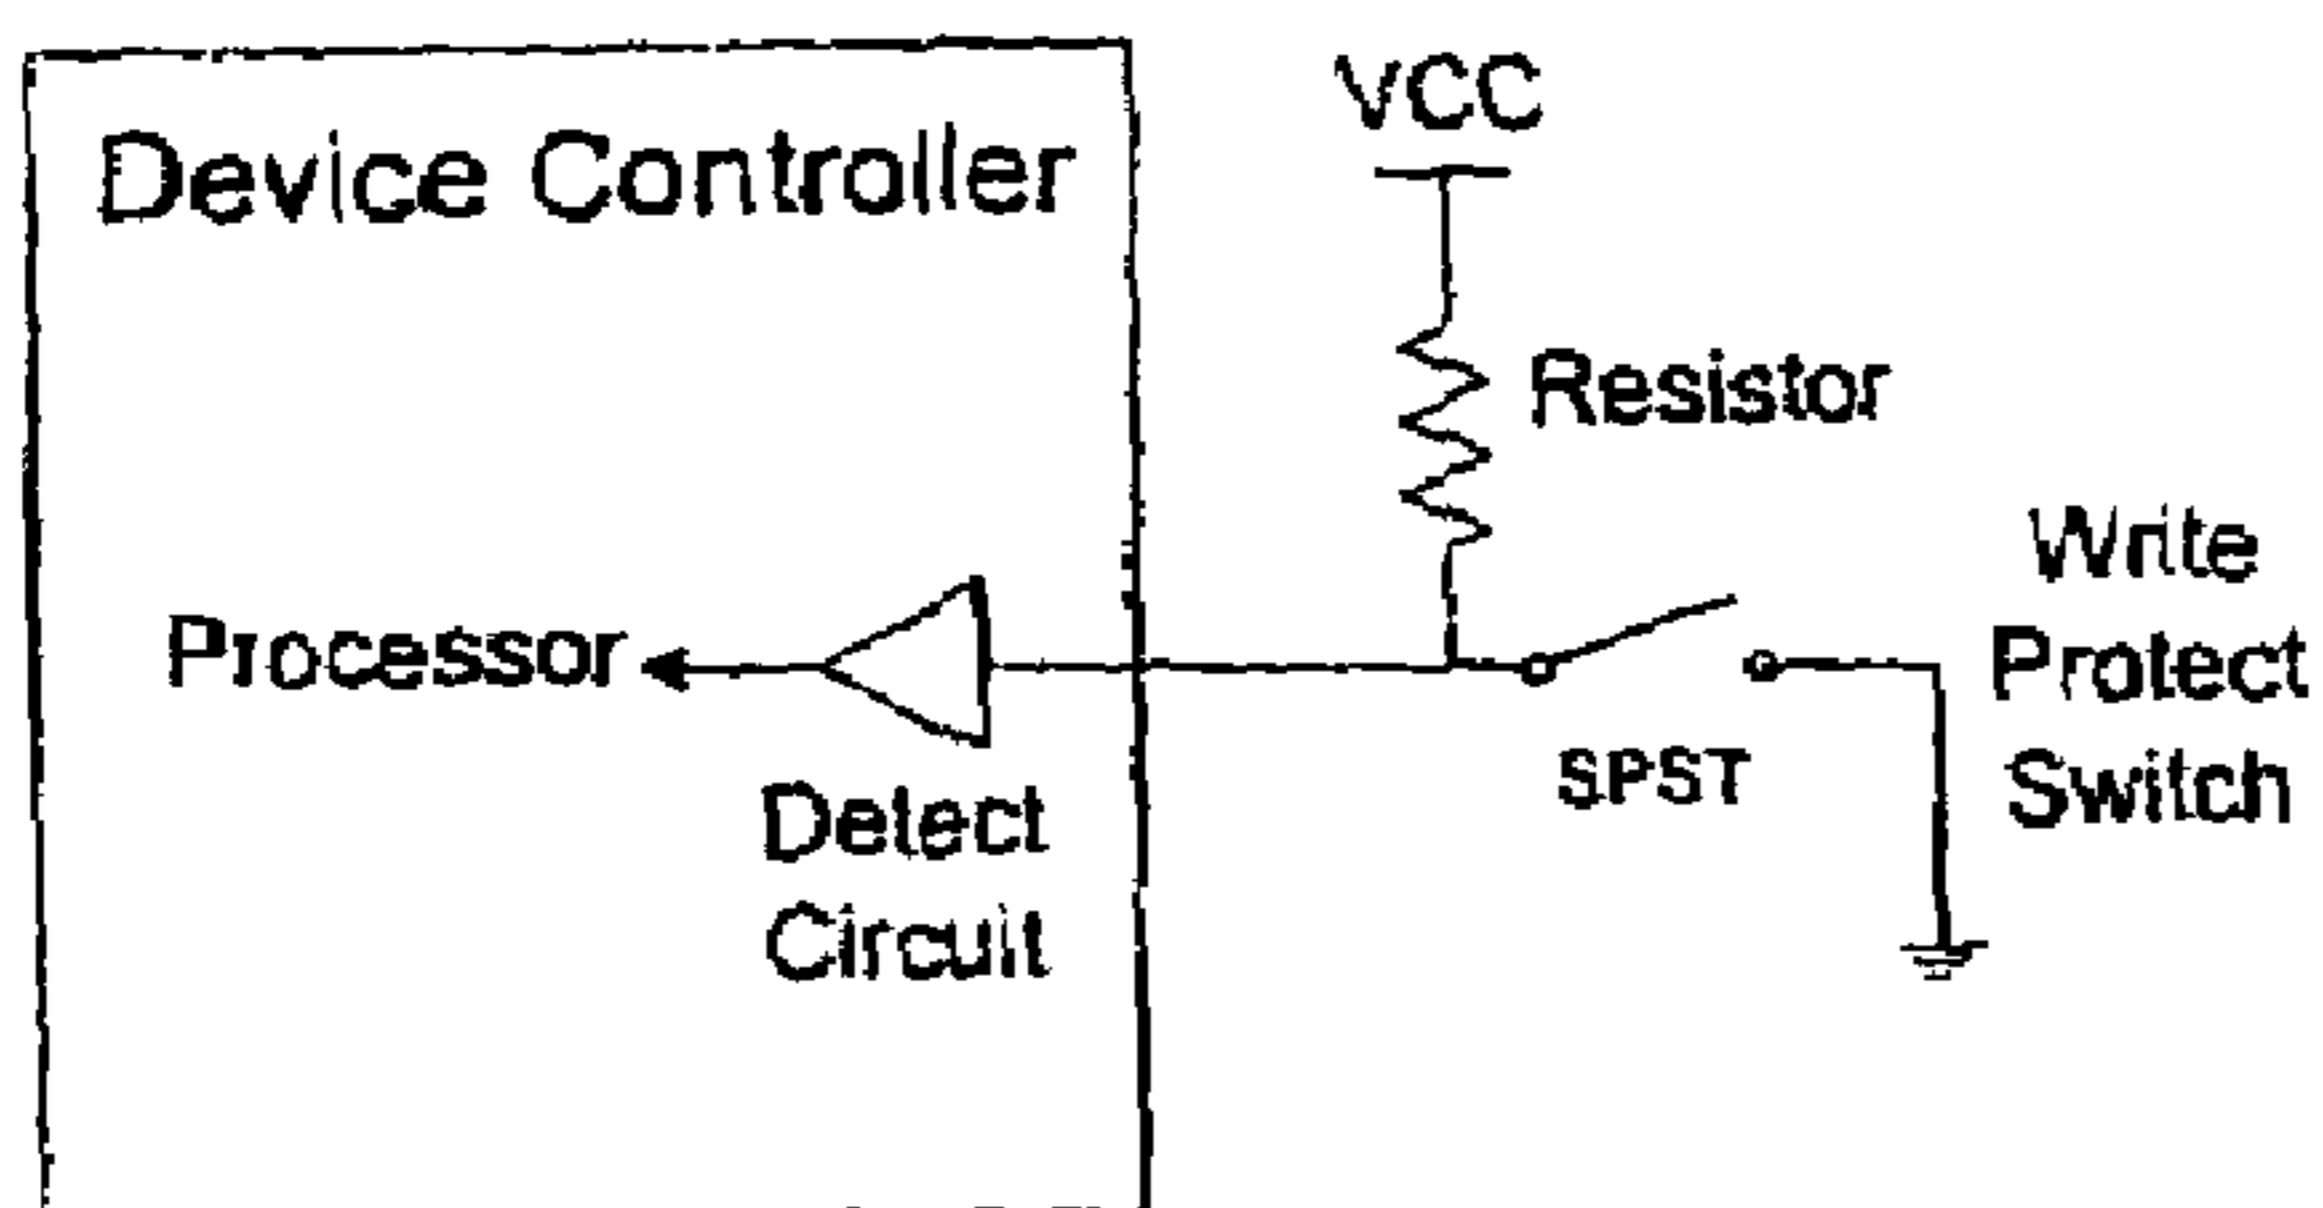 Device Controller
VCC
Resistor
Write
Protect
Switch
Processor
SPST
Detect
Circuit